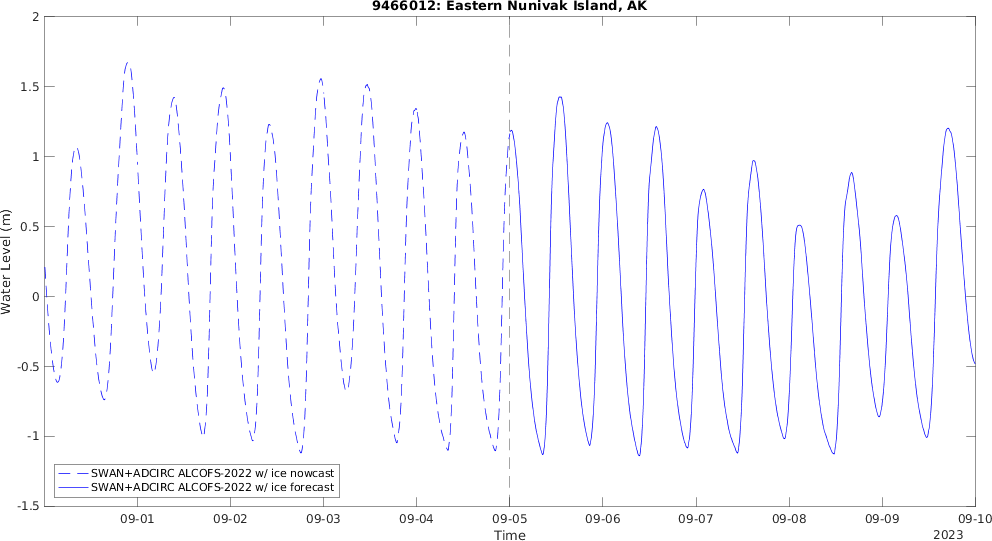 9466012: Eastern Nunivak Island, AK
2
1.5
1
0.5
0
-0.5
-1
-1.5
Water Level (m)
SWAN+ADCIRC ALCOFS-2022 w/ ice nowcast
SWAN+ADCIRC ALCOFS-2022 w/ ice forecast
09-01 09-02 09-03 09-04 09-05 09-06 09-07 09-08 09-09 09-10
Time
2023